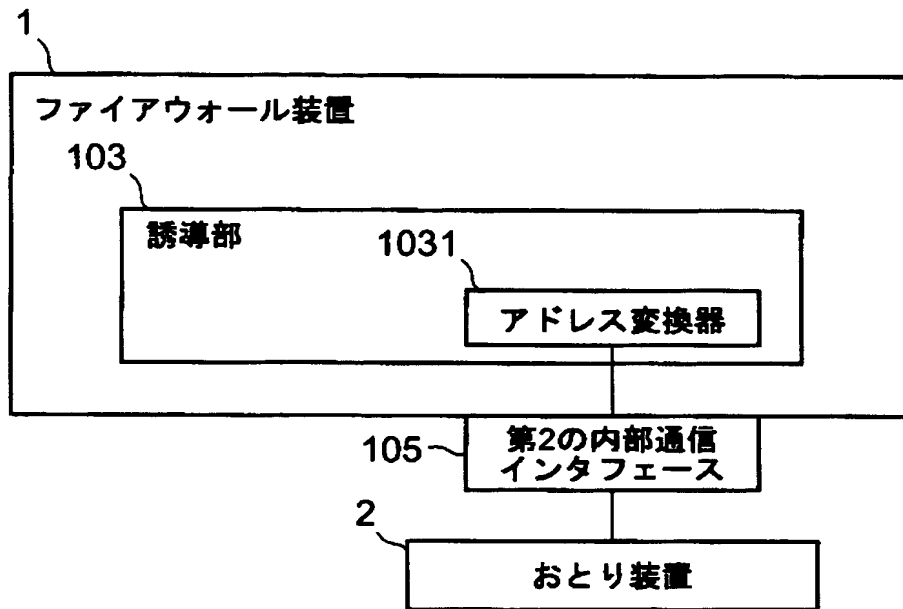 1
ファイアウォール装置
103
誘導部
1031
アドレス変換器
105
第2の内部通信
インタフェース
2
おとり装置